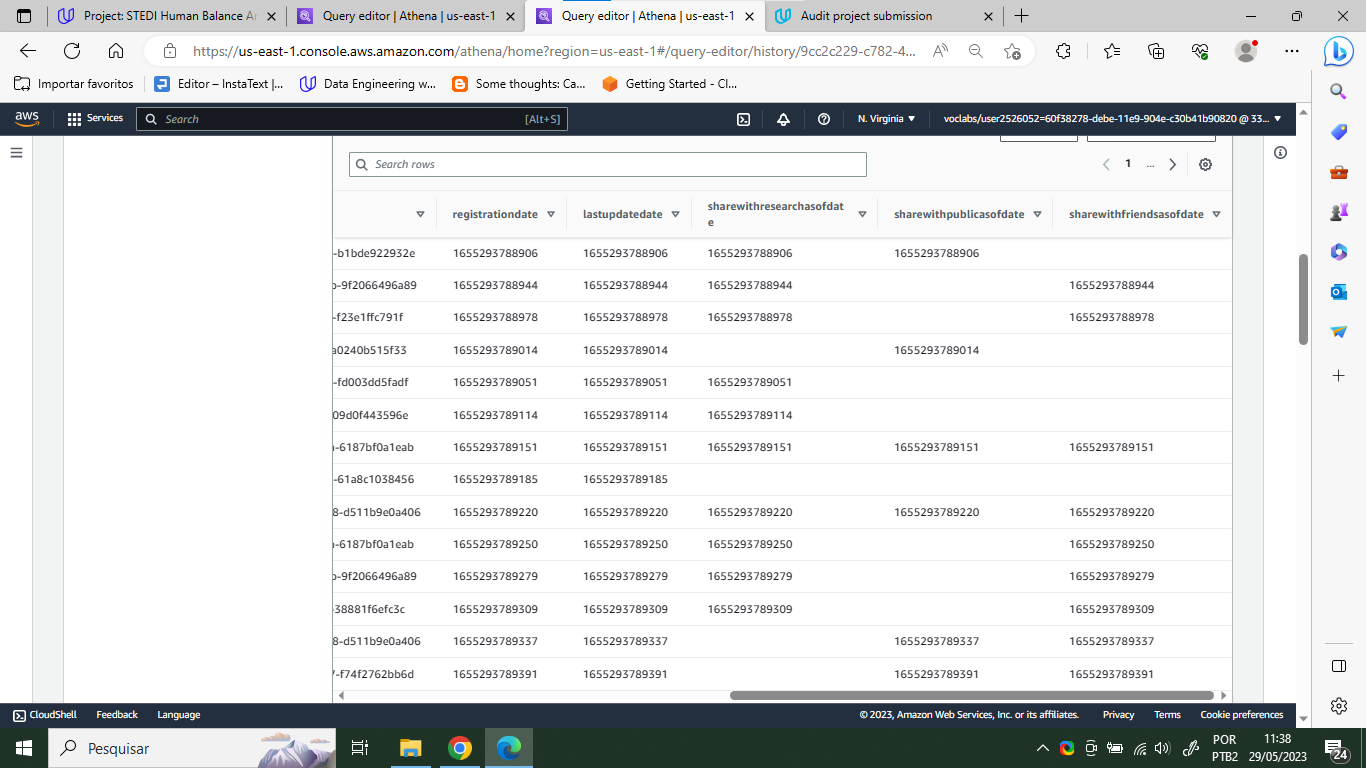 Project: STEDI Human Balance An
Query editor | Athena | us-east-1
Query editor | Athena | us-east-1
Audit project submission
https://us-east-1.console.aws.amazon.com/athena/home?region=us-east-1#/query-editor/history/9cc2c229-c782-4...
Importar favoritos
Editor – InstaText |...
Data Engineering w...
Some thoughts: Ca...
Getting Started - Cl...
aws
Services
Search
[Alt+S]
N. Virginia
voclabs/user2526052=60f38278-debe-11e9-904e-c30b41b90820 @ 33...
Search rows
1 ...
registrationdate lastupdatedate sharewithresearchasofdat
e sharewithpublicasofdate sharewithfriendsasofdate
-b1bde922932e 1655293788906 1655293788906 1655293788906 1655293788906
-9f2066496a89 1655293788944 1655293788944 1655293788944 1655293788944
-f23e1ffc791f 1655293788978 1655293788978 1655293788978 1655293788978
a0240b515f33 1655293789014 1655293789014 1655293789014
-fd003dd5fadf 1655293789051 1655293789051 1655293789051
09d0f443596e 1655293789114 1655293789114 1655293789114
-6187bf0a1eab 1655293789151 1655293789151 1655293789151 1655293789151 1655293789151
-61a8c1038456 1655293789185 1655293789185
8-d511b9e0a406 1655293789220 1655293789220 1655293789220 1655293789220 1655293789220
-6187bf0a1eab 1655293789250 1655293789250 1655293789250 1655293789250
-9f2066496a89 1655293789279 1655293789279 1655293789279 1655293789279
38881f6efc3c 1655293789309 1655293789309 1655293789309 1655293789309
8-d511b9e0a406 1655293789337 1655293789337 1655293789337 1655293789337
-f74f2762bb6d 1655293789391 1655293789391 1655293789391 1655293789391
CloudShell Feedback Language © 2023, Amazon Web Services, Inc. or its affiliates. Privacy Terms Cookie preferences
Pesquisar
POR
PTB2
11:38
29/05/2023
24